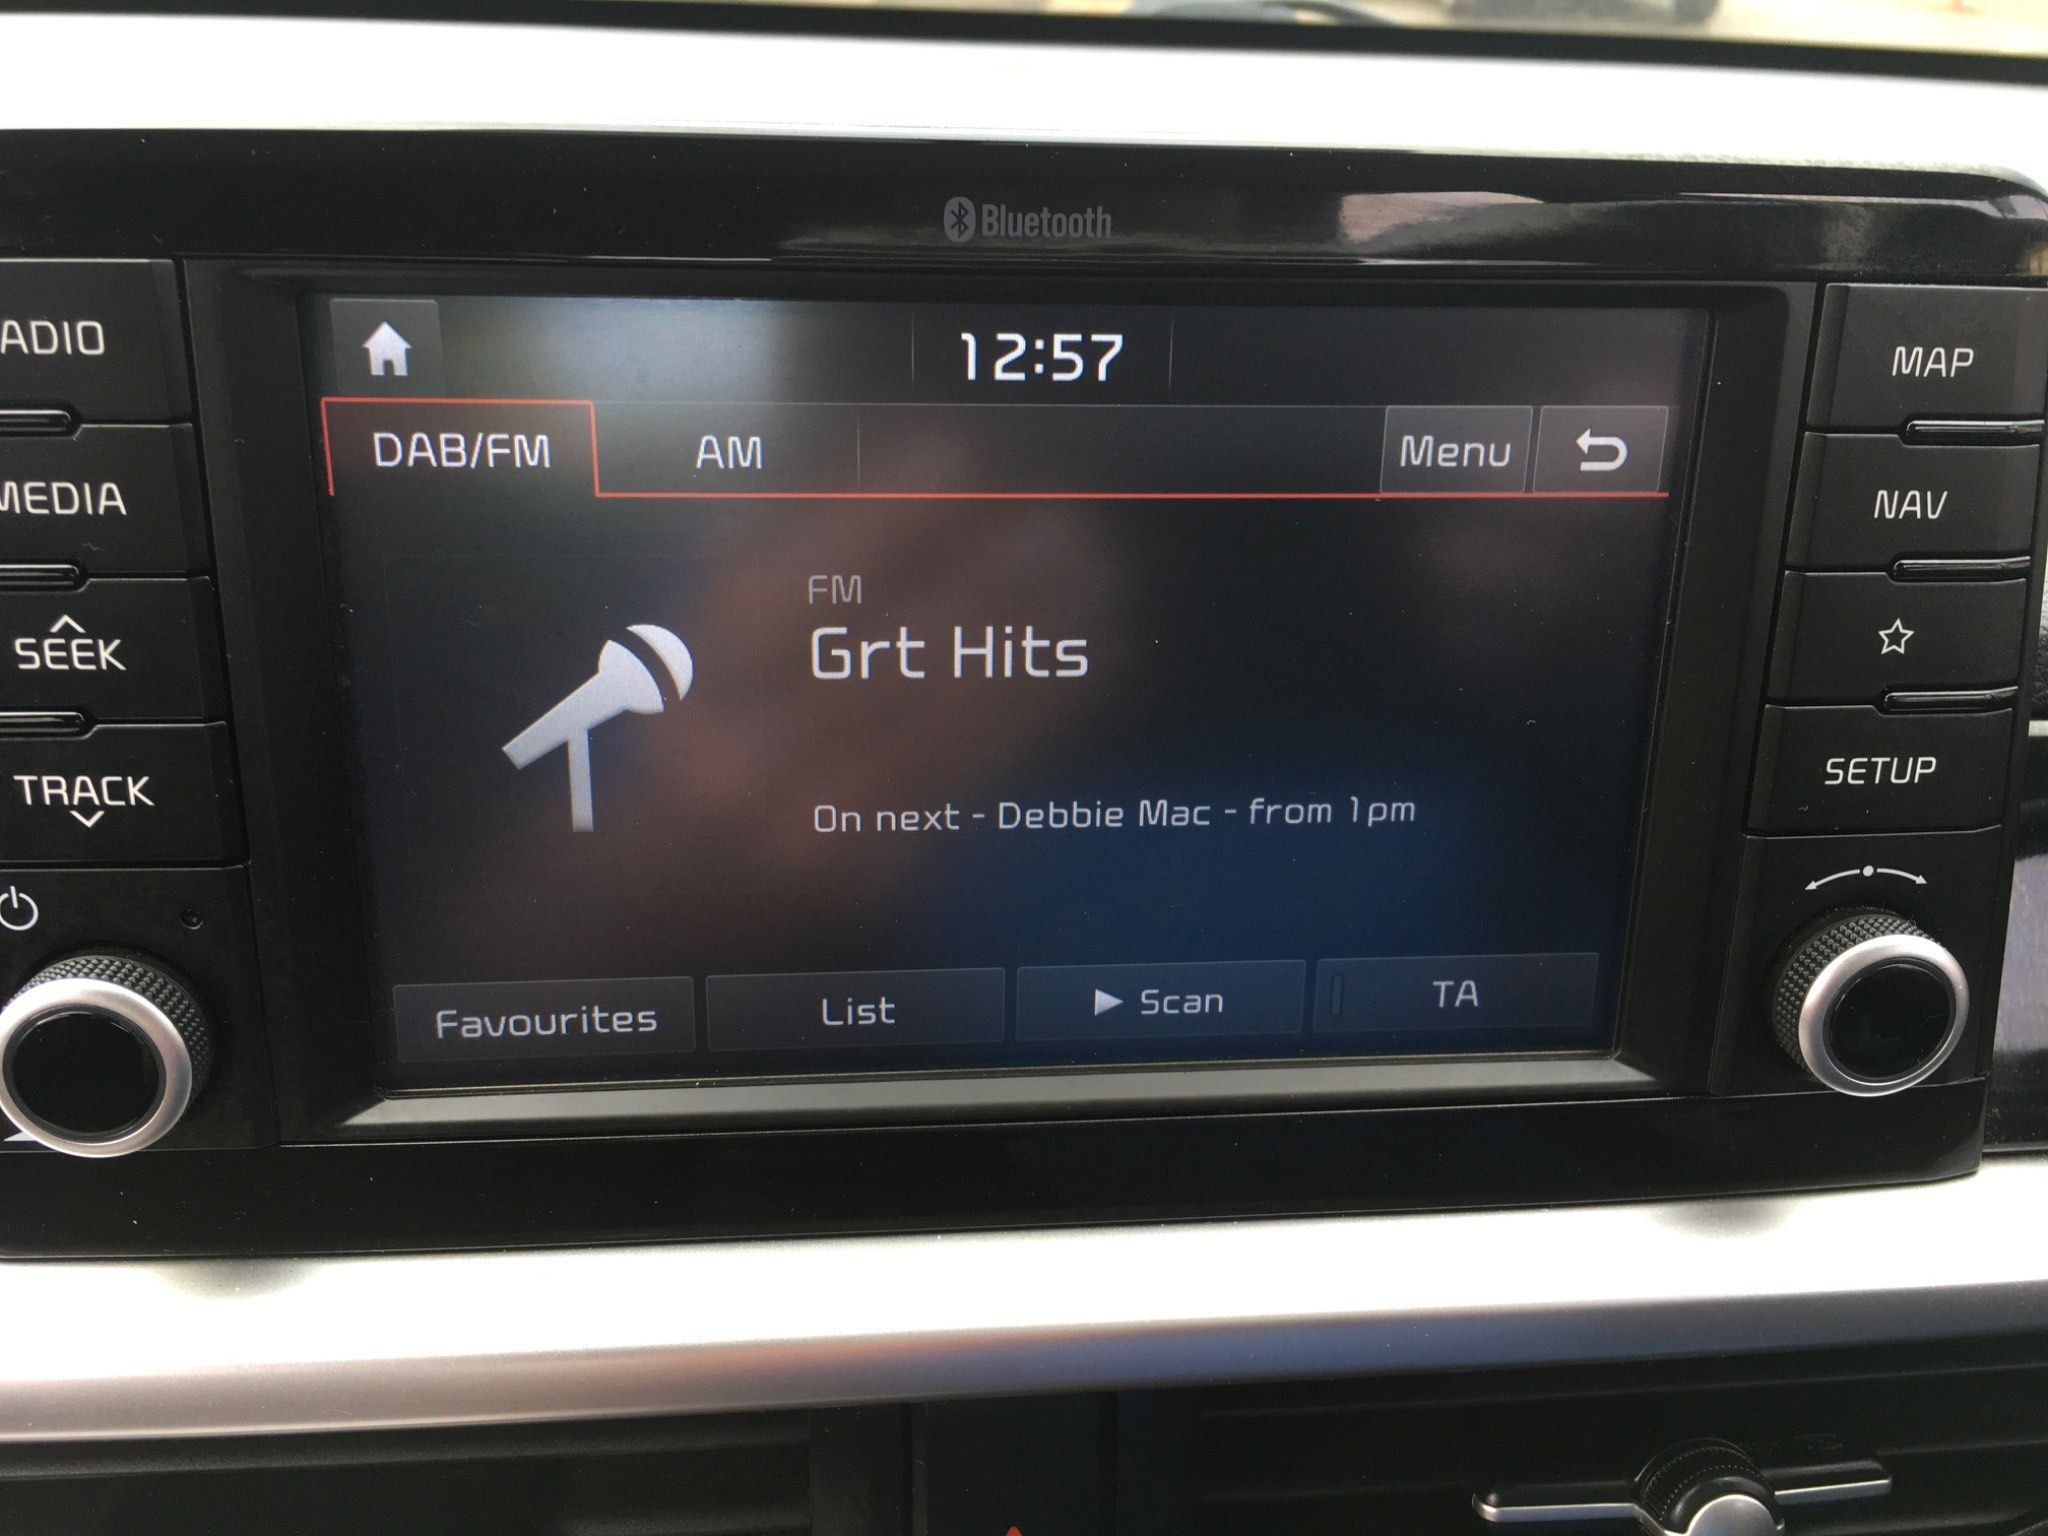 Bluetooth
12:57
DAB/FM AM Menu
FM
Grt Hits
On next - Debbie Mac - from 1pm
Favourites List Scan TA
ADIO
MEDIA
SEEK
TRACK
MAP
NAV
SETUP